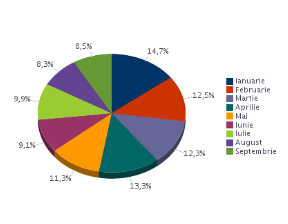 8,5%
14,7%
8,3%
12,5%
9,9%
9,1%
12,3%
11,3%
13,3%
Ianuarie
Februarie
Martie
Aprilie
Mai
Iunie
Iulie
August
Septembrie